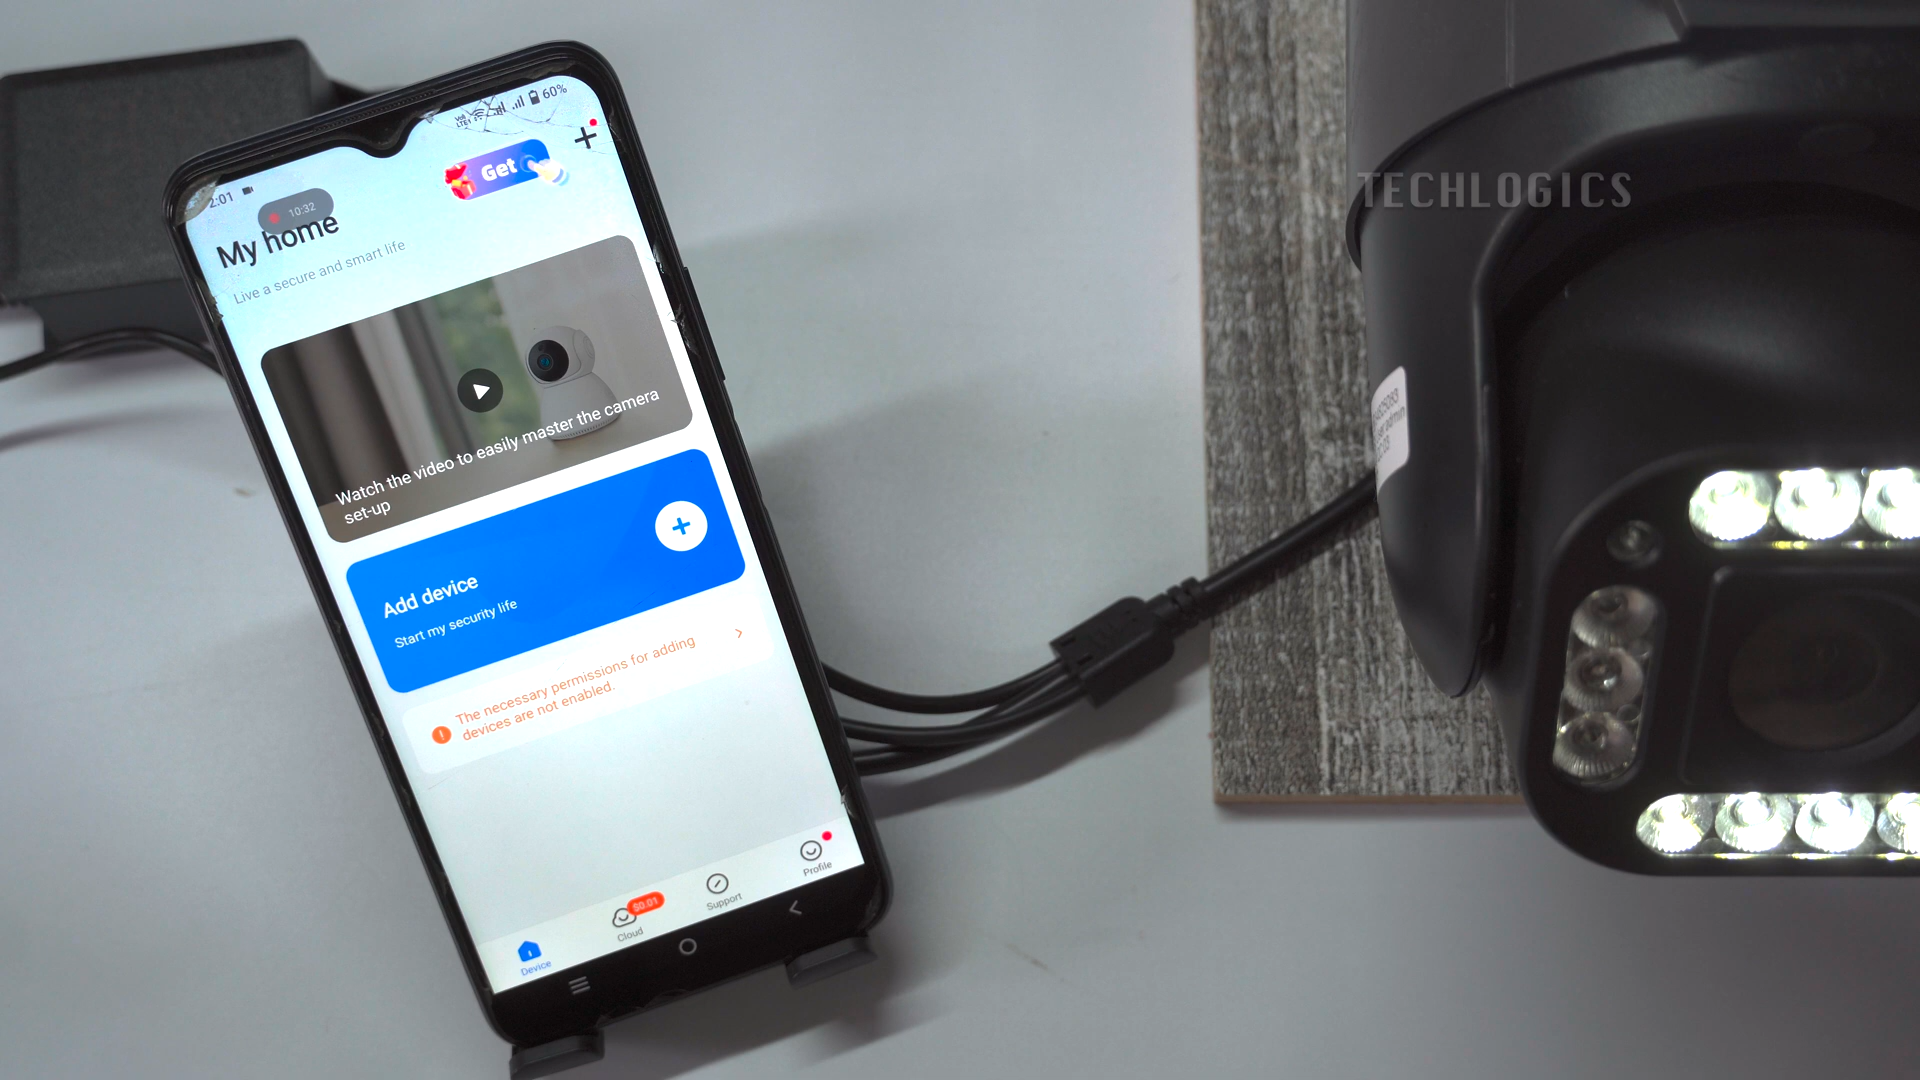 60%
2:01
10:32
Get
My home
Live a secure and smart life
Watch the video to easily master the camera
set-up
Add device
Start my security life
The necessary permissions for adding
devices are not enabled.
Device
$0.01
Cloud
Support
Profile
TECHLOGICS